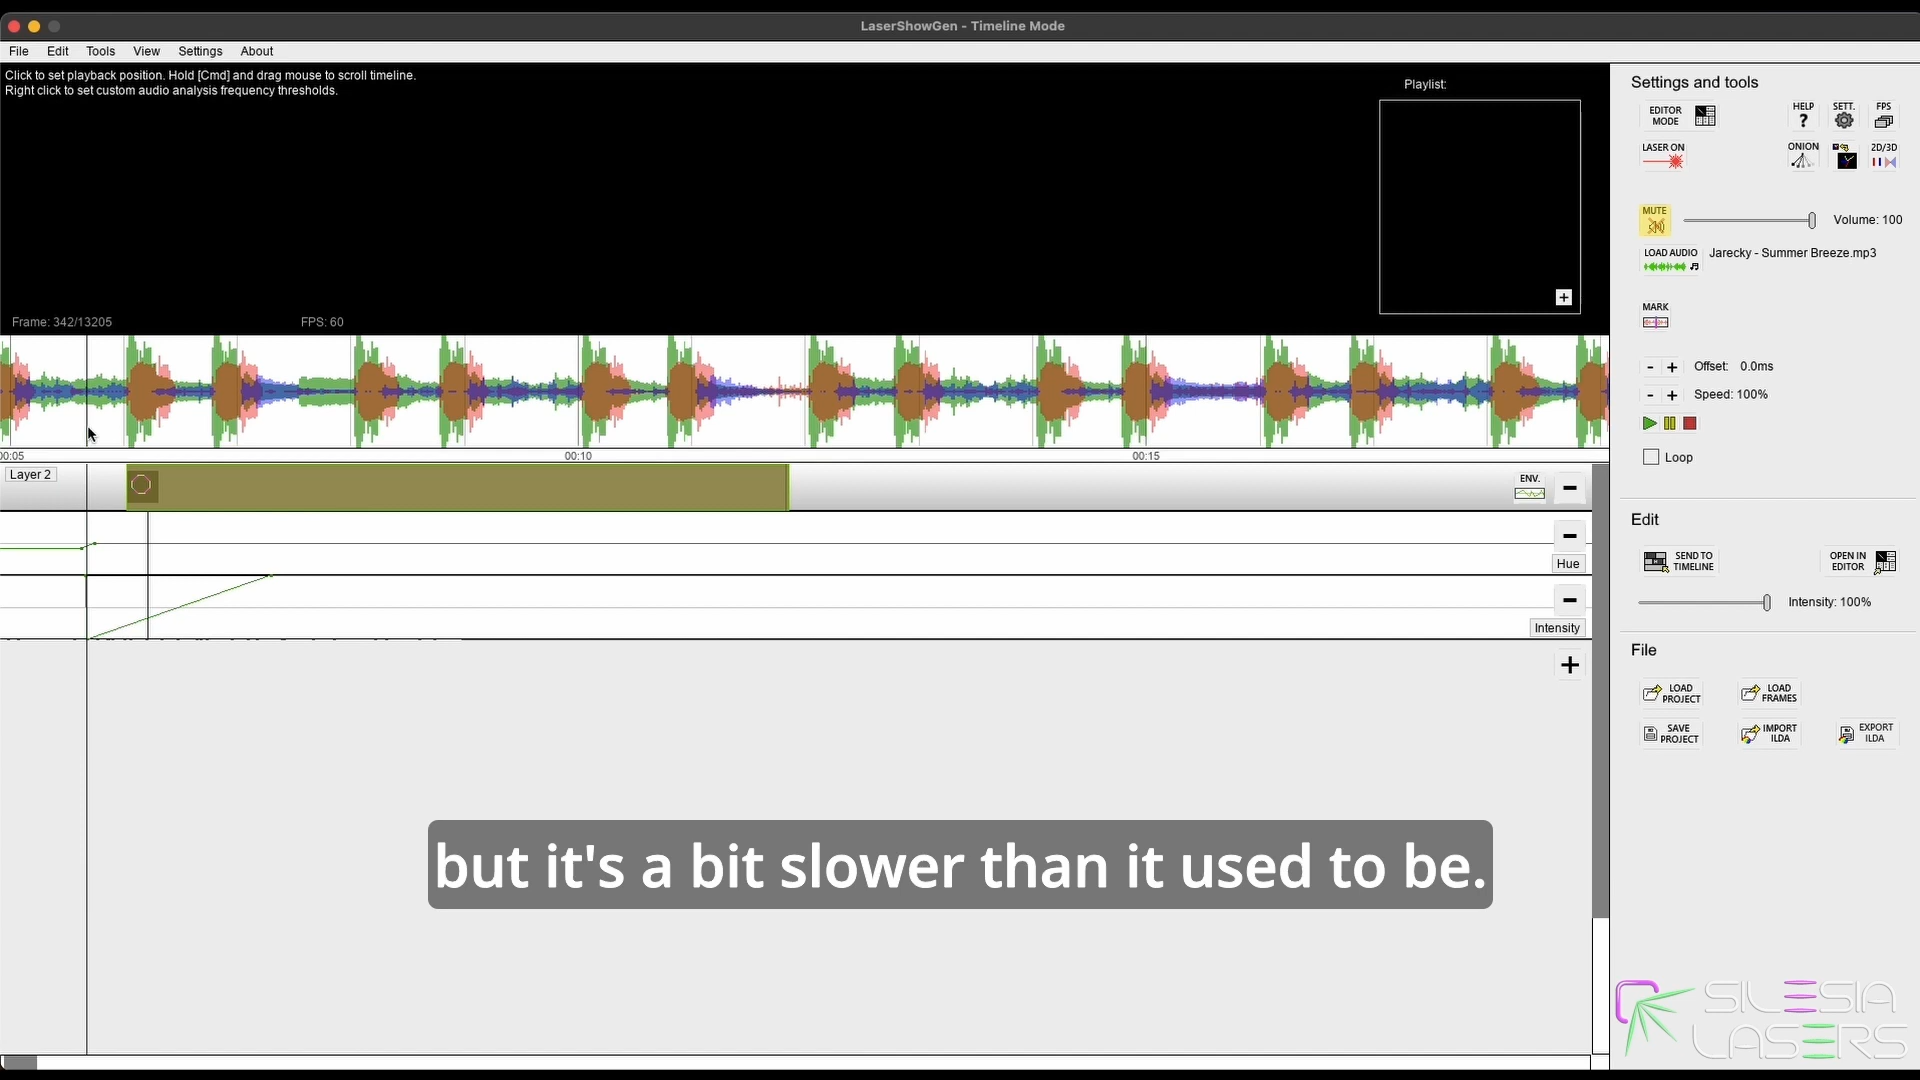 LaserShowGen - Timeline Mode
File Edit Tools View Settings About
Click to set playback position. Hold [Cmd] and drag mouse to scroll timeline.
Right click to set custom audio analysis frequency thresholds.
Playlist:
+
Frame: 342/13205
FPS: 60
00:05
00:10
00:15
Layer 2
ENV.
Hue
Intensity
but it's a bit slower than it used to be.
Settings and tools
EDITOR
MODE
HELP
?
SETT.
FPS
LASER ON
ONION
2D/3D
MUTE
Volume: 100
LOAD AUDIO
Jarecky - Summer Breeze.mp3
MARK
- + Offset: 0.0ms
- + Speed: 100%
Loop
Edit
SEND TO
TIMELINE
OPEN IN
EDITOR
Intensity: 100%
File
LOAD
PROJECT
LOAD
FRAMES
SAVE
PROJECT
IMPORT
ILDA
EXPORT
ILDA
SILESIA
LASERS